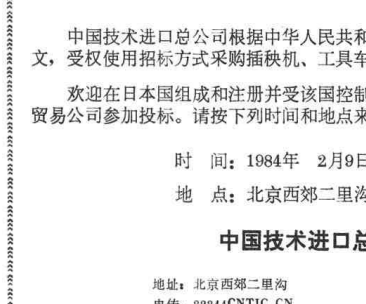 中国技术进口总公司根据中华人民共和
文，受权使用招标方式采购插秧机、工具车
欢迎在日本国组成和注册并受该国控制
贸易公司参加投标。请按下列时间和地点来
时 间：1984年 2月9日
地 点：北京西郊二里沟
中国技术进口总
地址：北京西郊二里沟
CNTIC CN